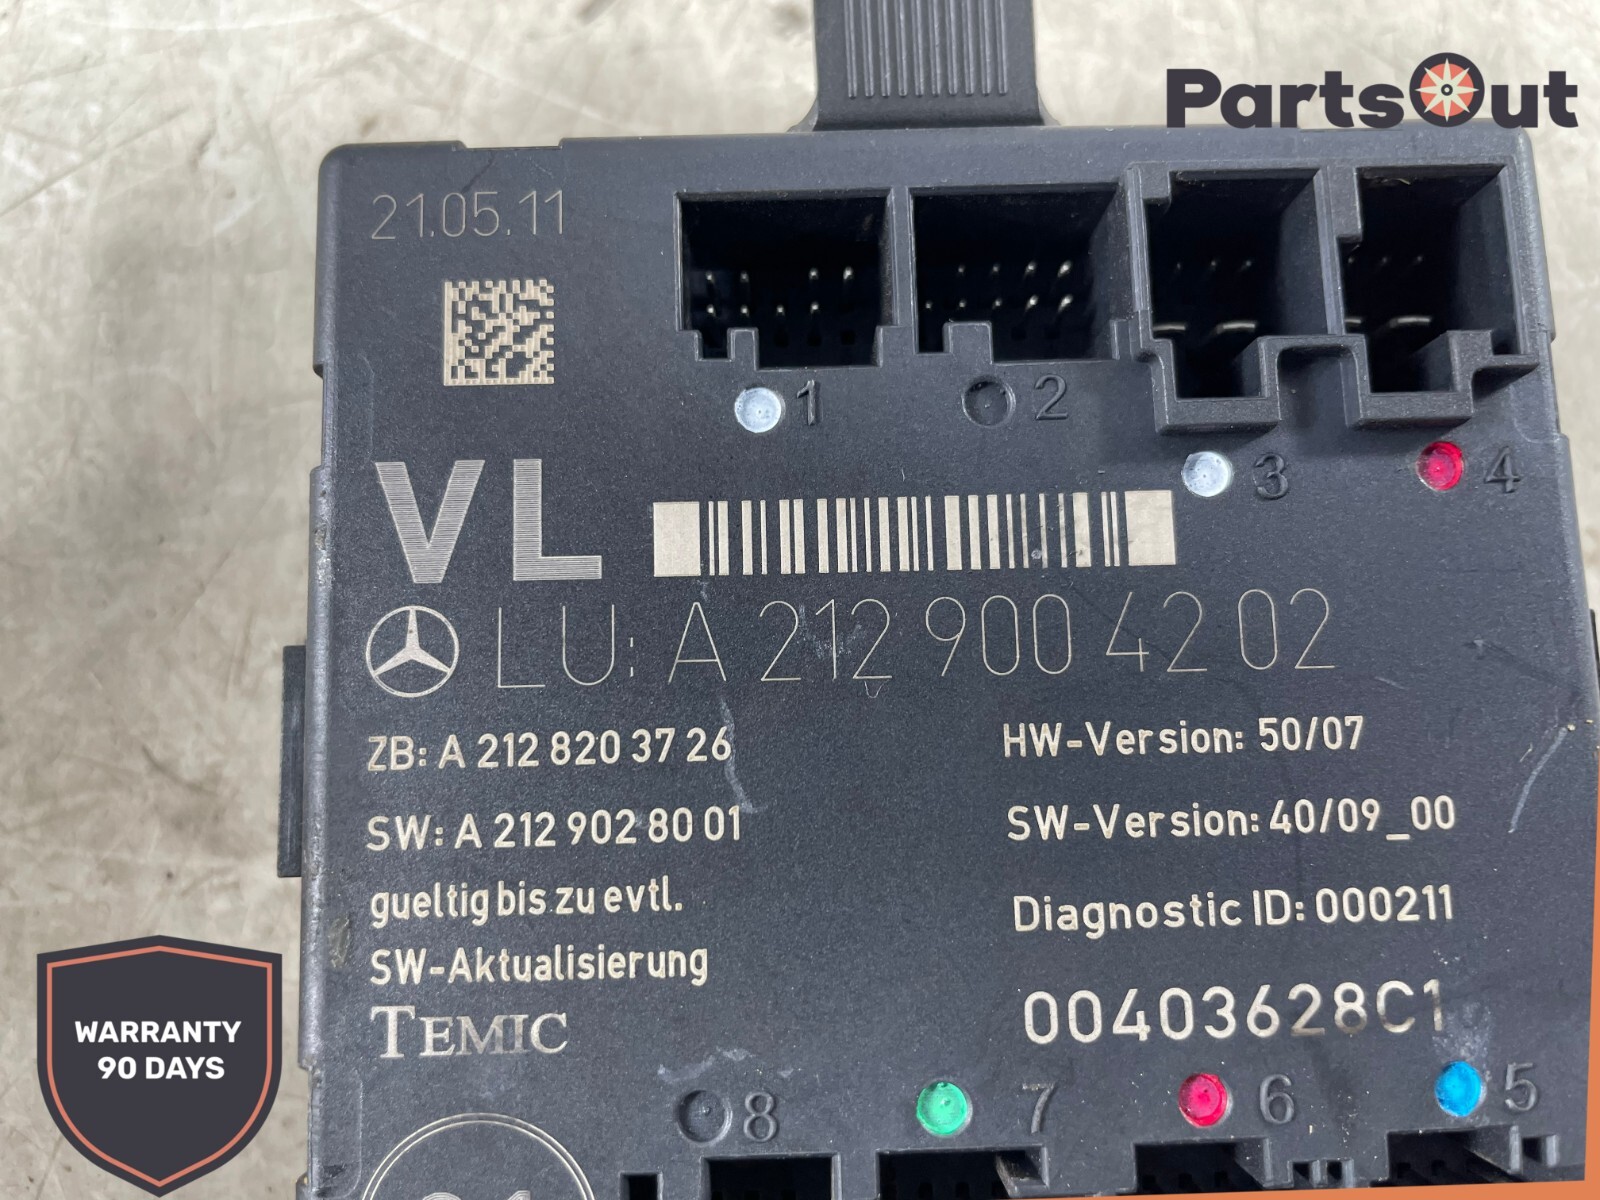 PartsOut
21.05.11
1
2
3
4
VL
LU: A 212 900 42 02
ZB: A 212 820 37 26
HW-Version: 50/07
SW: A 212 902 80 01
SW-Version: 40/09_00
gueltig bis zu evtl.
Diagnostic ID: 000211
SW-Aktualisierung
TEMIC
00403628C1
8
7
6
5
WARRANTY
90 DAYS